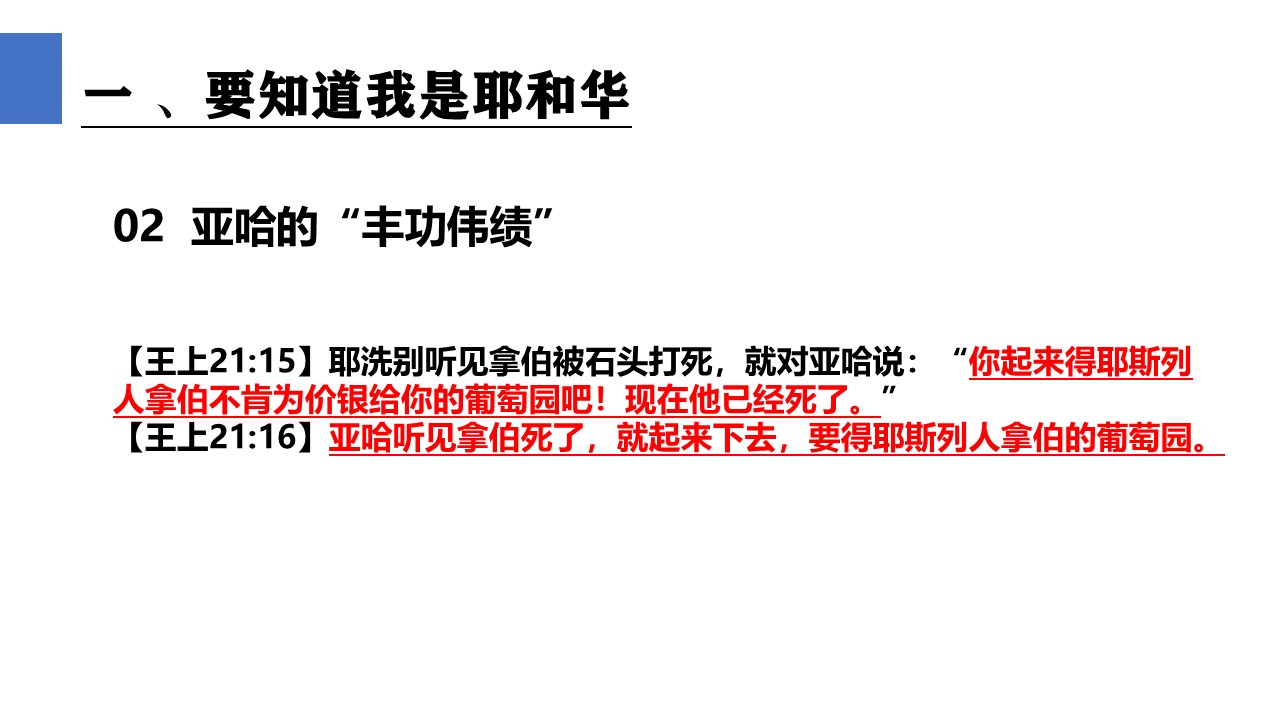 一 、要知道我是耶和华
02 亚哈的“丰功伟绩”
【王上21:15】耶洗别听见拿伯被石头打死，就对亚哈说：“你起来得耶斯列
人拿伯不肯为价银给你的葡萄园吧！现在他已经死了。”
【王上21:16】亚哈听见拿伯死了，就起来下去，要得耶斯列人拿伯的葡萄园。